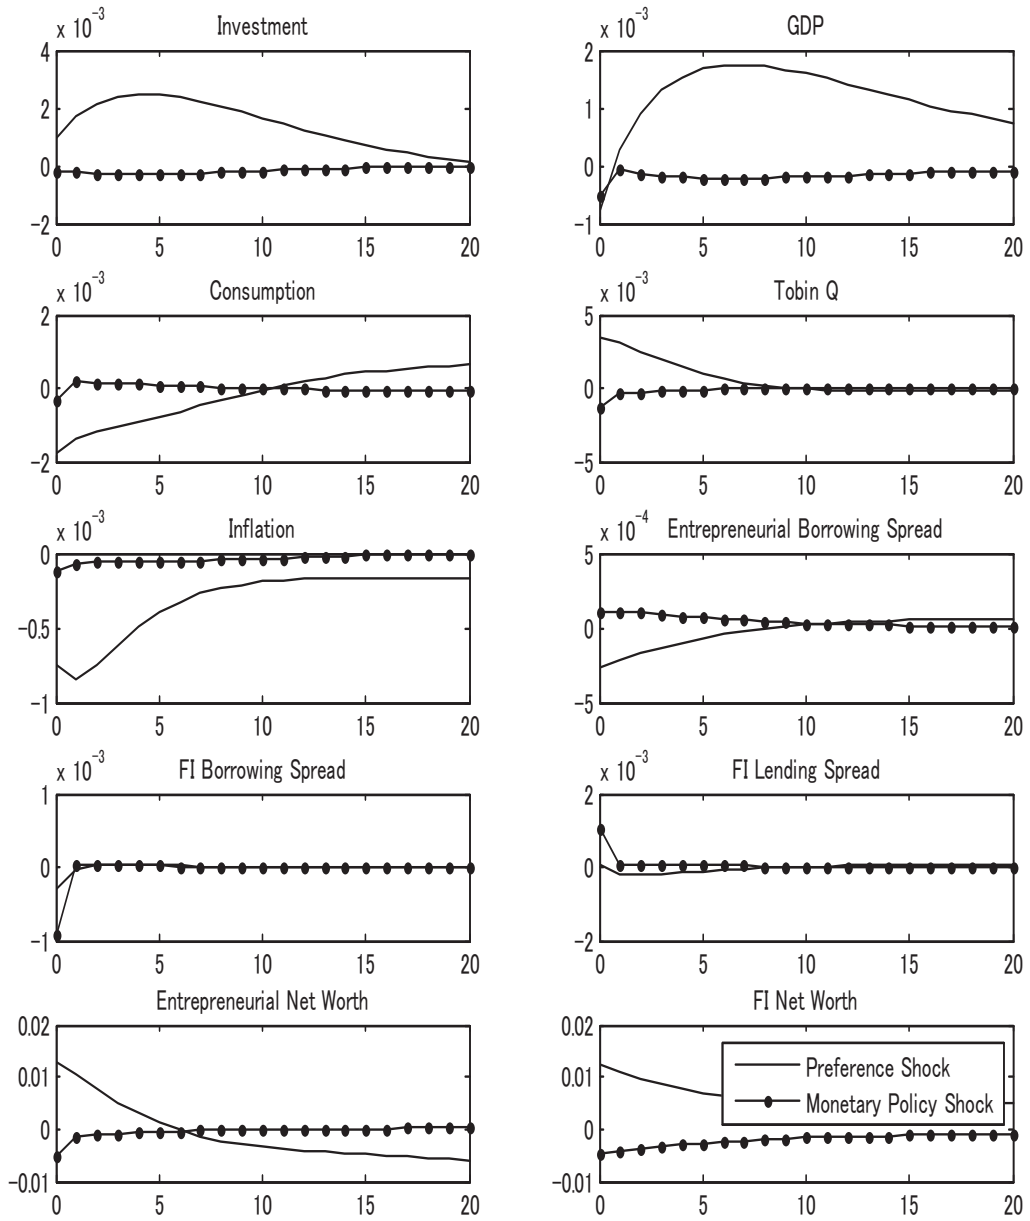 x 10-3
Investment
4
2
0
-2
0 5 10 15 20
x 10-3
GDP
2
1
0
-1
0 5 10 15 20
x 10-3
Consumption
2
0
-2
0 5 10 15 20
x 10-3
Tobin Q
5
0
-5
0 5 10 15 20
x 10-3
Inflation
0
-0.5
-1
0 5 10 15 20
x 10-4
Entrepreneurial Borrowing Spread
5
0
-5
0 5 10 15 20
x 10-3
FI Borrowing Spread
1
0
-1
0 5 10 15 20
x 10-3
FI Lending Spread
2
0
-2
0 5 10 15 20
Entrepreneurial Net Worth
0.02
0.01
0
-0.01
0 5 10 15 20
FI Net Worth
0.02
0.01
0
-0.01
0 5 10 15 20
Preference Shock
Monetary Policy Shock